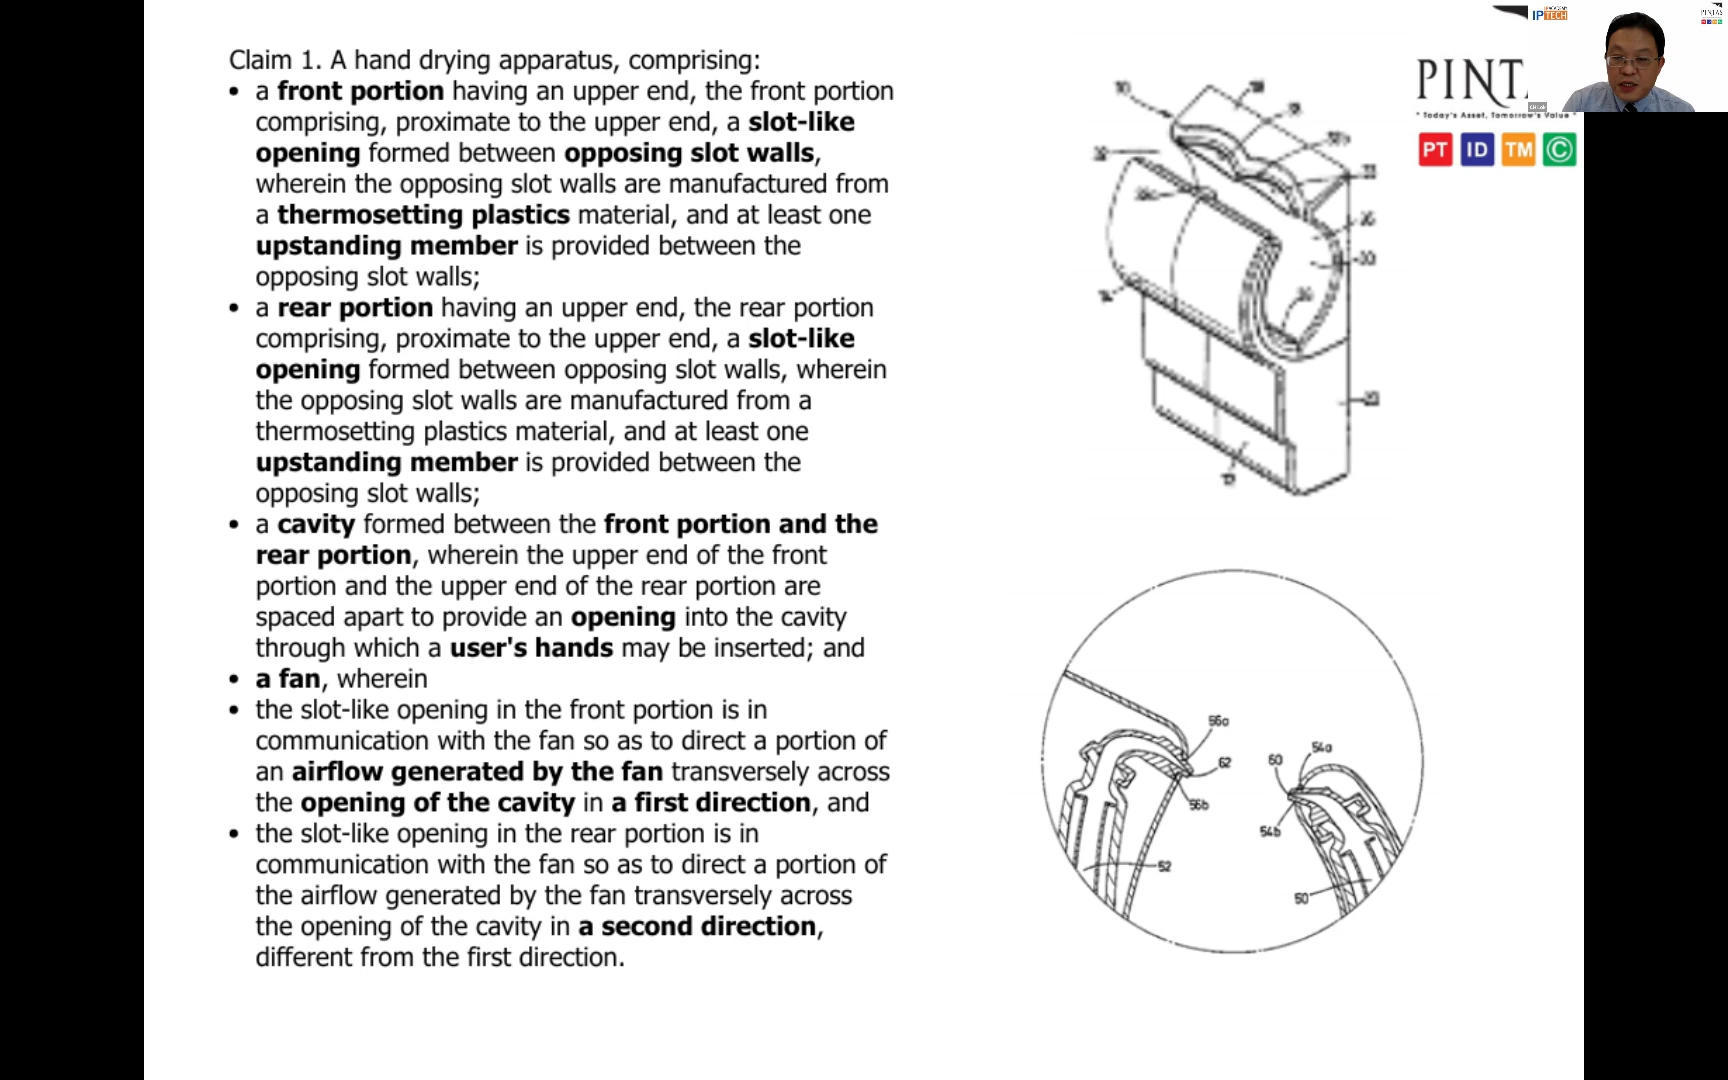 Claim 1. A hand drying apparatus, comprising:
• a front portion having an upper end, the front portion
comprising, proximate to the upper end, a slot-like
opening formed between opposing slot walls,
wherein the opposing slot walls are manufactured from
a thermosetting plastics material, and at least one
upstanding member is provided between the
opposing slot walls;
• a rear portion having an upper end, the rear portion
comprising, proximate to the upper end, a slot-like
opening formed between opposing slot walls, wherein
the opposing slot walls are manufactured from a
thermosetting plastics material, and at least one
upstanding member is provided between the
opposing slot walls;
• a cavity formed between the front portion and the
rear portion, wherein the upper end of the front
portion and the upper end of the rear portion are
spaced apart to provide an opening into the cavity
through which a user's hands may be inserted; and
• a fan, wherein
• the slot-like opening in the front portion is in
communication with the fan so as to direct a portion of
an airflow generated by the fan transversely across
the opening of the cavity in a first direction, and
• the slot-like opening in the rear portion is in
communication with the fan so as to direct a portion of
the airflow generated by the fan transversely across
the opening of the cavity in a second direction,
different from the first direction.
10
30
56a
62
56b
52
54a
60
54b
50
IPTECH
PINT
"Today's Asset, Tomorrow's Value"
PT ID TM ©
PINTAS